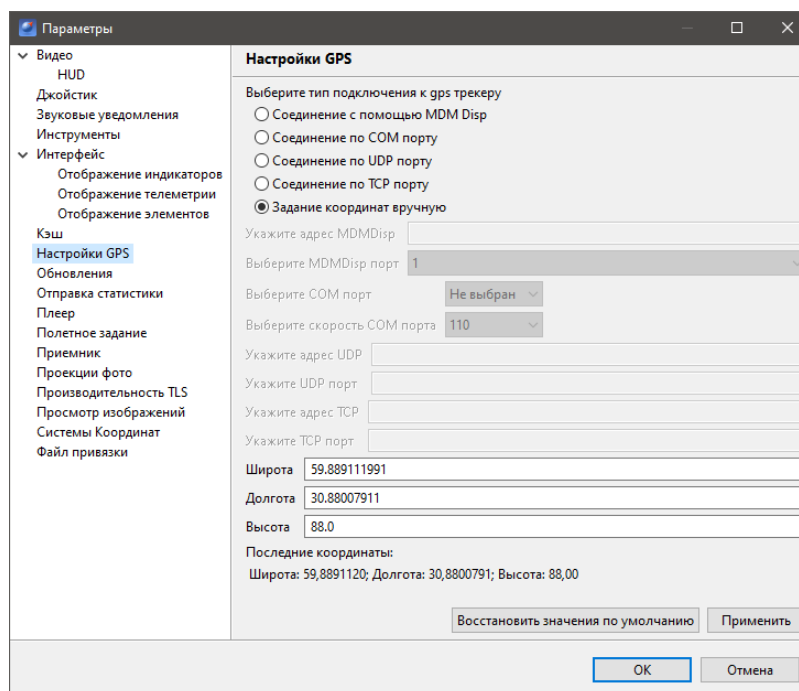 Параметры
Видео
HUD
Джойстик
Звуковые уведомления
Инструменты
Интерфейс
Отображение индикаторов
Отображение телеметрии
Отображение элементов
Кэш
Настройки GPS
Обновления
Отправка статистики
Плеер
Полетное задание
Приемник
Проекции фото
Производительность TLS
Просмотр изображений
Системы Координат
Файл привязки
Настройки GPS
Выберите тип подключения к gps трекеру
Соединение с помощью MDM Disp
Соединение по COM порту
Соединение по UDP порту
Соединение по TCP порту
Задание координат вручную
Укажите адрес MDMDisp
Выберите MDMDisp порт 1
Выберите COM порт Не выбран
Выберите скорость COM порта 110
Укажите адрес UDP
Укажите UDP порт
Укажите адрес TCP
Укажите TCP порт
Широта 59.889111991
Долгота 30.88007911
Высота 88.0
Последние координаты:
Широта: 59,8891120; Долгота: 30,8800791; Высота: 88,00
Восстановить значения по умолчанию Применить
OK Отмена